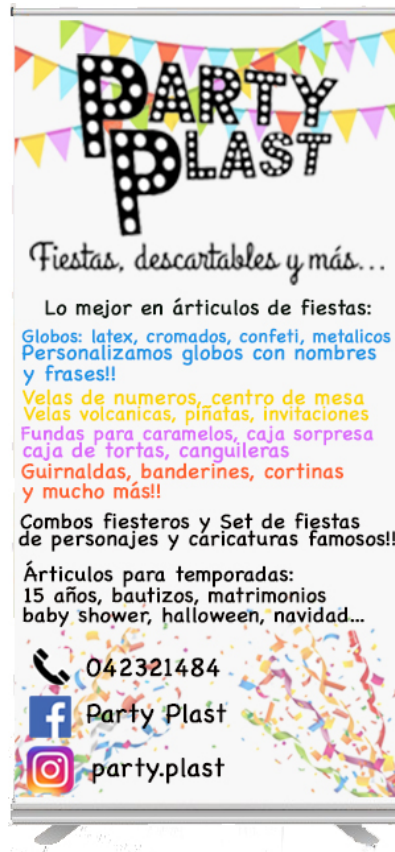 PARTY
PLAST
Fiestas, descartables y más...
Lo mejor en árticulos de fiestas:
Globos: latex, cromados, confeti, metalicos
Personalizamos globos con nombres
y frases!!
Velas de numeros, centro de mesa
Velas volcanicas, piñatas, invitaciones
Fundas para caramelos, caja sorpresa
caja de tortas, canguileras
Guirnaldas, banderines, cortinas
y mucho más!!
Combos fiesteros y Set de fiestas
de personajes y caricaturas famosos!!
Árticulos para temporadas:
15 años, bautizos, matrimonios
baby shower, halloween, navidad...
042321484
Party Plast
party.plast